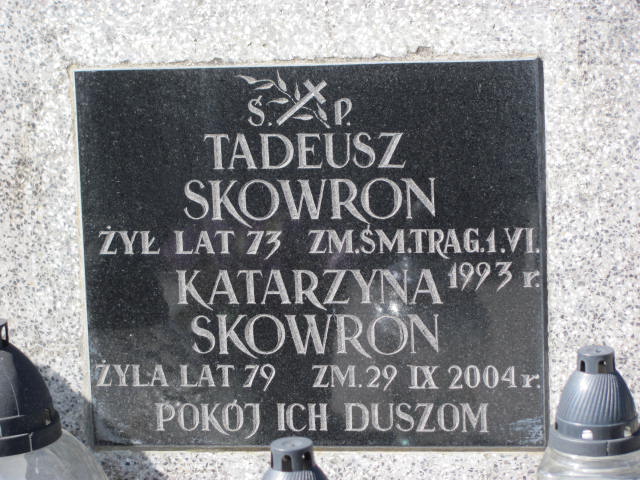 Ś. P.
TADEUSZ
SKOWRON
ŻYŁ LAT 73 ZM.ŚM.TRAG.1.VI.
1993 r.
KATARZYNA
SKOWRON
ŻYŁA LAT 79 ZM.29 IX 2004 r.
POKÓJ ICH DUSZOM